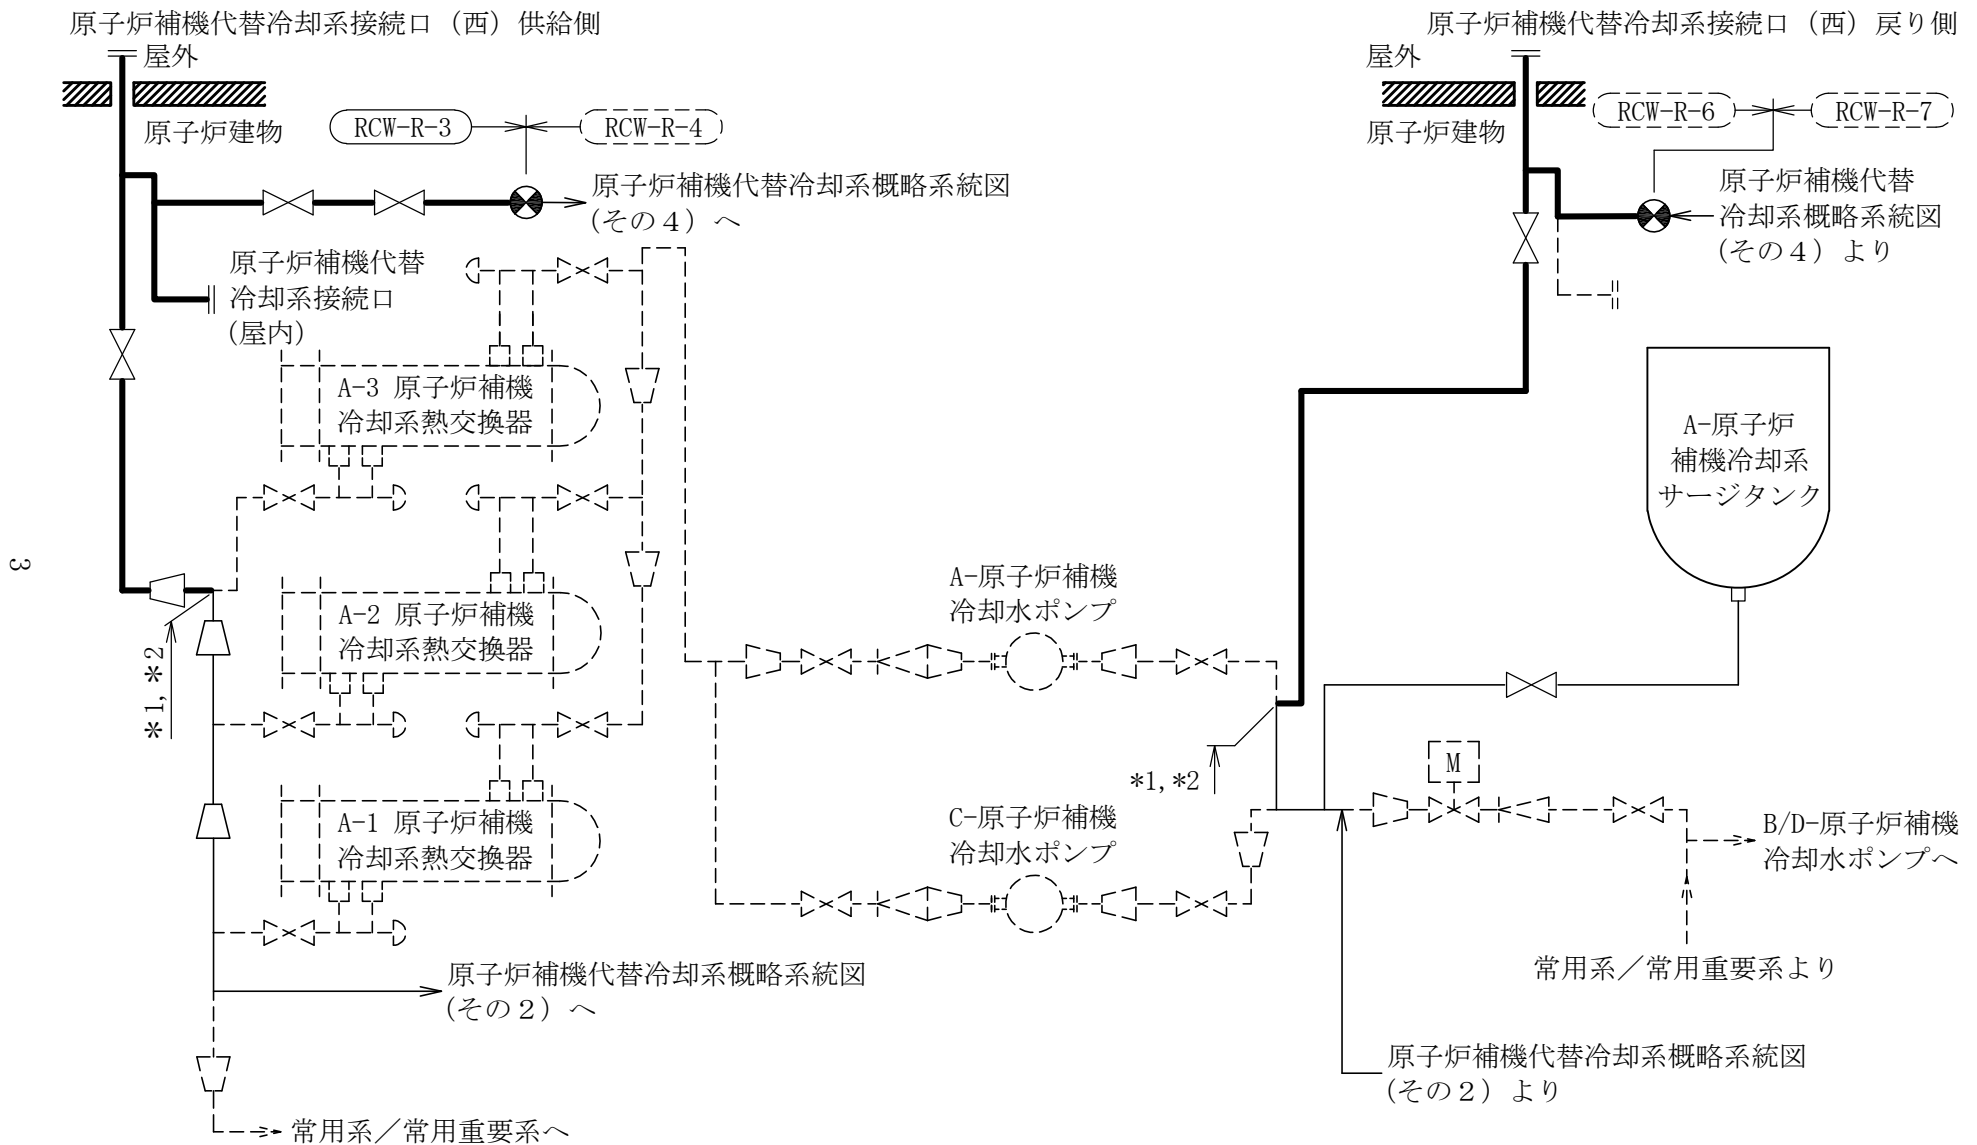 原子炉補機代替冷却系接続口（西）供給側
屋外
原子炉建物
RCW-R-3
RCW-R-4
原子炉補機代替冷却系概略系統図
(その４）へ
原子炉補機代替
冷却系接続口
(屋内)
A-3 原子炉補機
冷却系熱交換器
A-2 原子炉補機
冷却系熱交換器
*1,*2
A-1 原子炉補機
冷却系熱交換器
原子炉補機代替冷却系概略系統図
(その２）へ
常用系／常用重要系へ
A-原子炉補機
冷却水ポンプ
C-原子炉補機
冷却水ポンプ
原子炉補機代替冷却系接続口（西）戻り側
屋外
原子炉建物
RCW-R-6
RCW-R-7
原子炉補機代替
冷却系概略系統図
(その４）より
A-原子炉
補機冷却系
サージタンク
*1,*2
M
B/D-原子炉補機
冷却水ポンプへ
常用系／常用重要系より
原子炉補機代替冷却系概略系統図
(その２）より
3